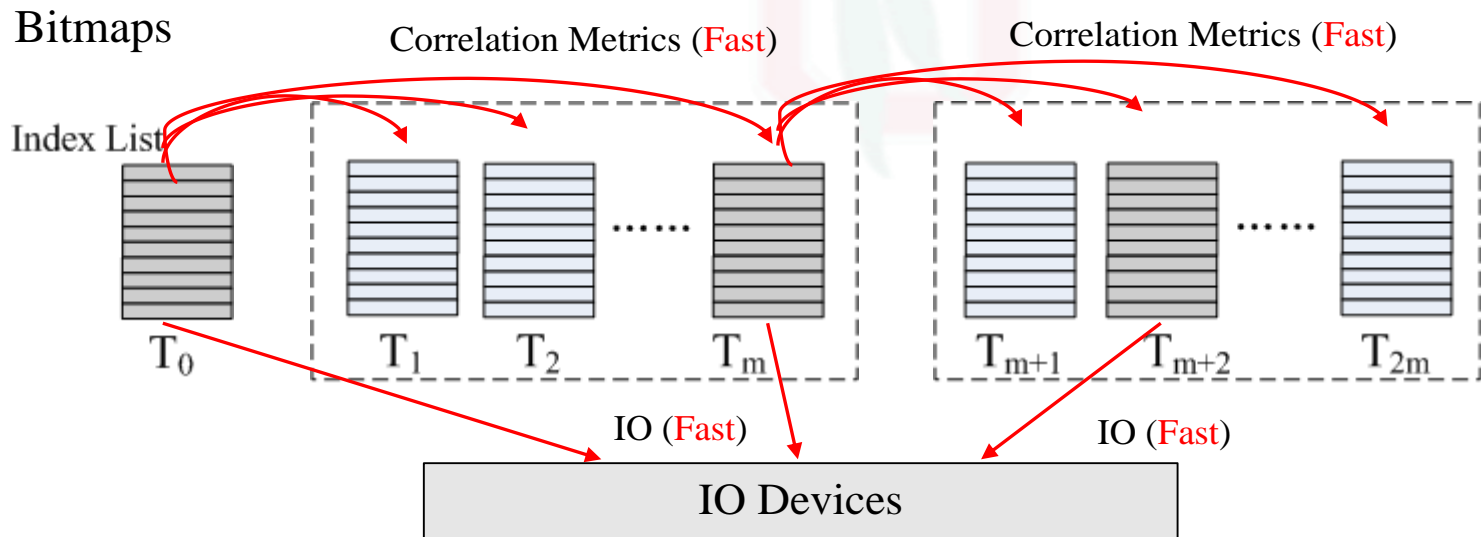 Bitmaps
Correlation Metrics (Fast)
Correlation Metrics (Fast)
Index List
......
......
T₀
T₁
T₂
Tₘ
Tₘ₊₁
Tₘ₊₂
T₂ₘ
IO (Fast)
IO (Fast)
IO Devices